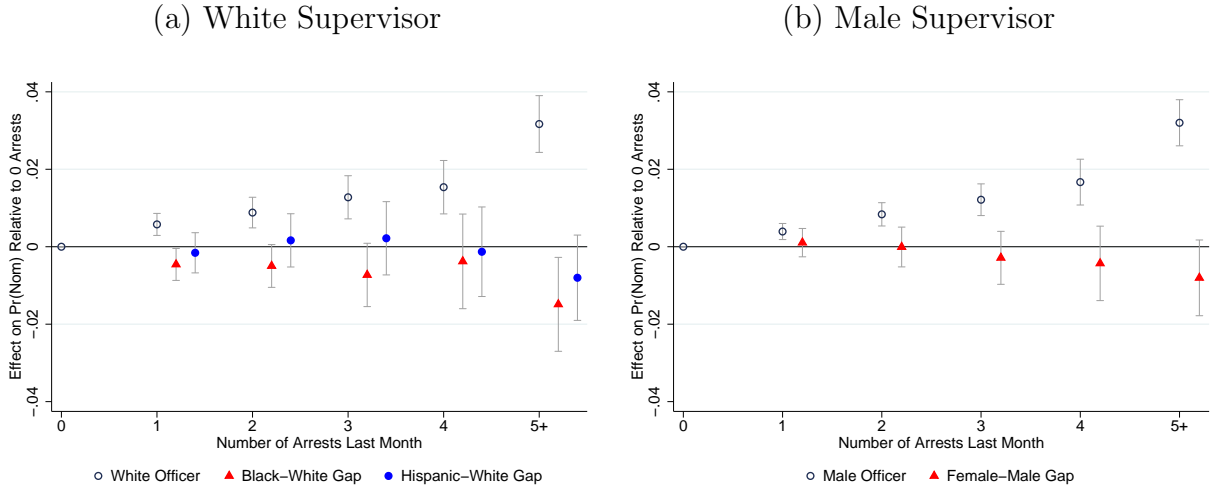 (a) White Supervisor
Effect on Pr(Nom) Relative to 0 Arrests
.04
.02
0
-.02
-.04
0 1 2 3 4 5+
Number of Arrests Last Month
White Officer Black-White Gap Hispanic-White Gap
(b) Male Supervisor
Effect on Pr(Nom) Relative to 0 Arrests
.04
.02
0
-.02
-.04
0 1 2 3 4 5+
Number of Arrests Last Month
Male Officer Female-Male Gap